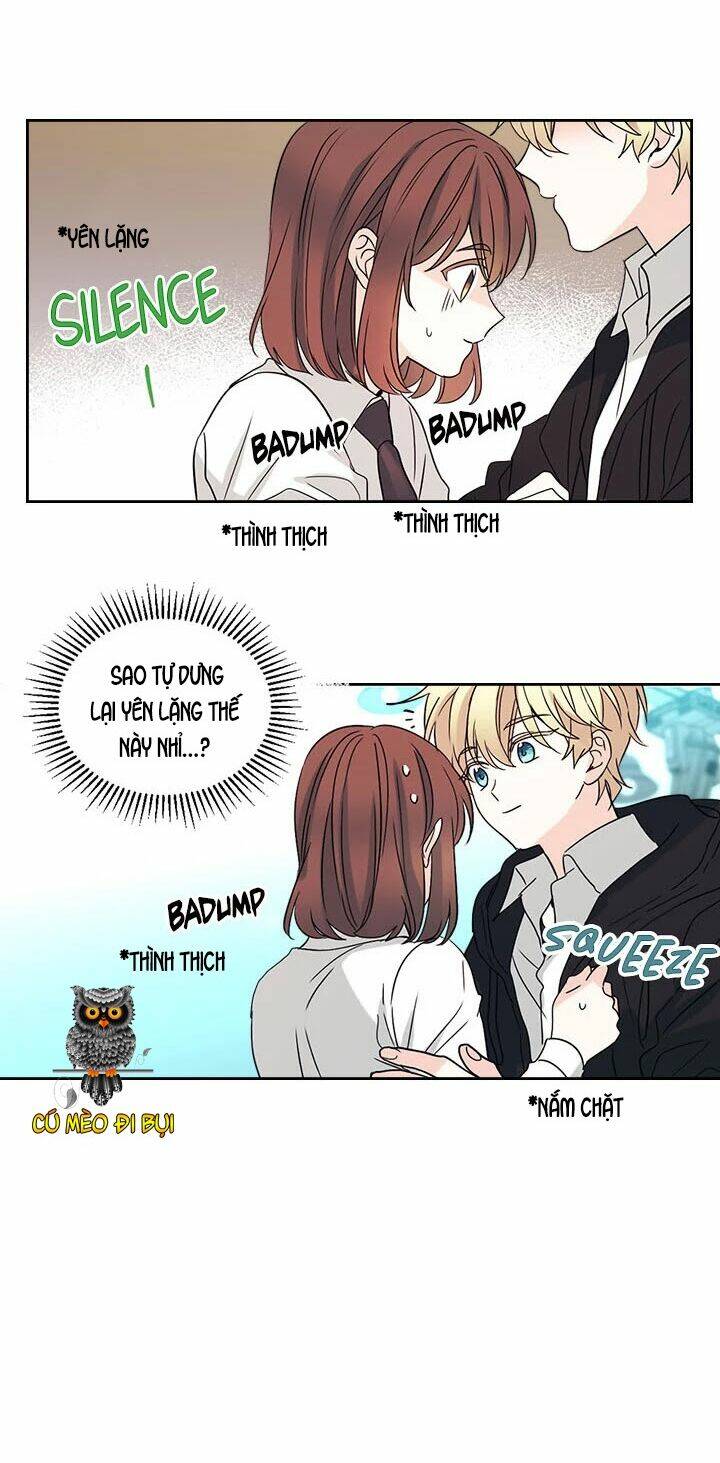 *YÊN LẶNG
SILENCE
BADUMP
BADUMP
*THÌNH THỊCH
*THÌNH THỊCH
SAO TỰ DƯNG
LẠI YÊN LẶNG THẾ
NÀY NHỈ...?
BADUMP
*THÌNH THỊCH
SQUEEZE
*NẮM CHẶT
CÚ MÈO ĐI BỤI